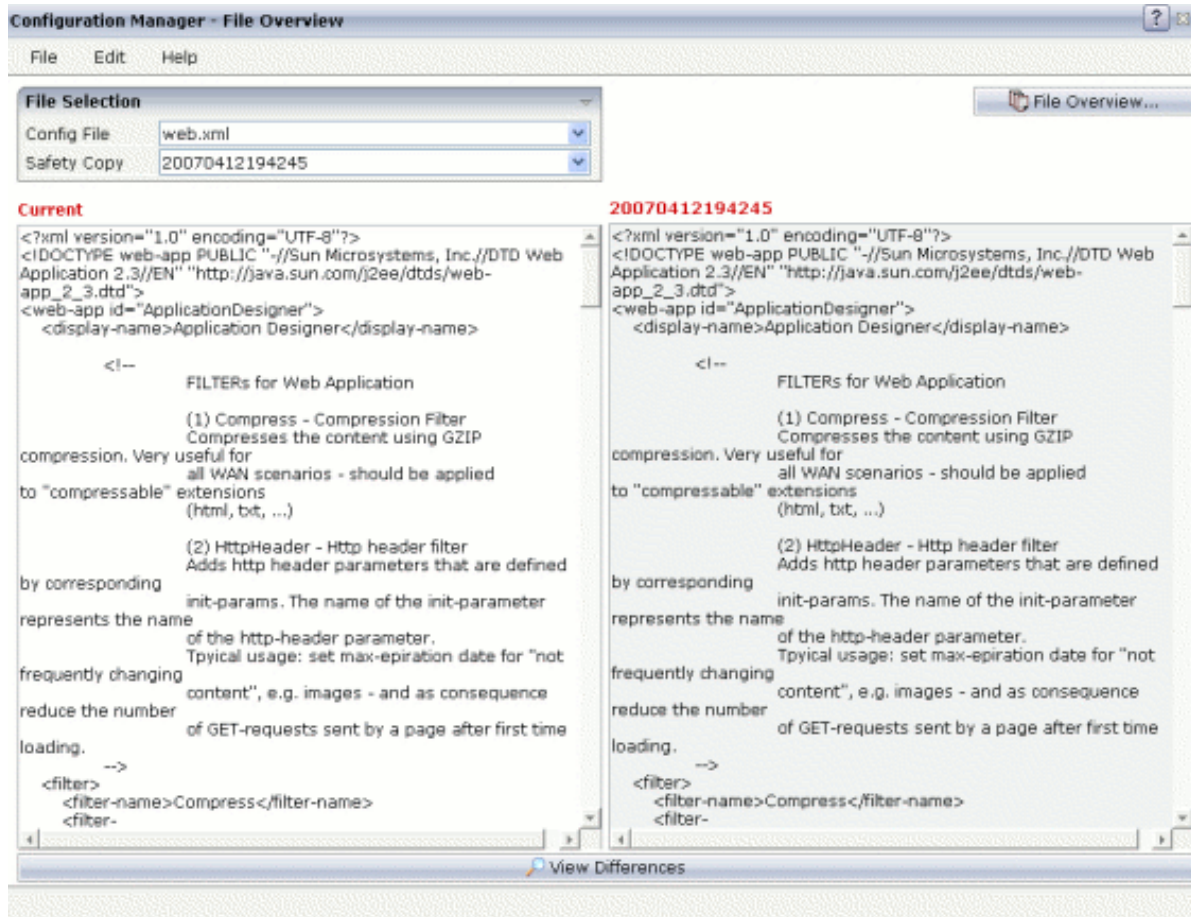 Configuration Manager - File Overview
?
File Edit Help
File Selection
File Overview...
Config File web.xml
Safety Copy 20070412194245
Current
<?xml version="1.0" encoding="UTF-8"?>
<!DOCTYPE web-app PUBLIC "-//Sun Microsystems, Inc.//DTD Web
Application 2.3//EN" "http://java.sun.com/j2ee/dtds/web-
app_2_3.dtd">
<web-app id="ApplicationDesigner">
<display-name>Application Designer</display-name>
<!--
FILTERs for Web Application
(1) Compress - Compression Filter
Compresses the content using GZIP
compression. Very useful for
all WAN scenarios - should be applied
to "compressable" extensions
(html, txt, ...)
(2) HttpHeader - Http header filter
Adds http header parameters that are defined
by corresponding
init-params. The name of the init-parameter
represents the name
of the http-header parameter.
Tpyical usage: set max-epiration date for "not
frequently changing
content", e.g. images - and as consequence
reduce the number
of GET-requests sent by a page after first time
loading.
-->
<filter>
<filter-name>Compress</filter-name>
<filter-
20070412194245
<?xml version="1.0" encoding="UTF-8"?>
<!DOCTYPE web-app PUBLIC "-//Sun Microsystems, Inc.//DTD Web
Application 2.3//EN" "http://java.sun.com/j2ee/dtds/web-
app_2_3.dtd">
<web-app id="ApplicationDesigner">
<display-name>Application Designer</display-name>
<!--
FILTERs for Web Application
(1) Compress - Compression Filter
Compresses the content using GZIP
compression. Very useful for
all WAN scenarios - should be applied
to "compressable" extensions
(html, txt, ...)
(2) HttpHeader - Http header filter
Adds http header parameters that are defined
by corresponding
init-params. The name of the init-parameter
represents the name
of the http-header parameter.
Tpyical usage: set max-epiration date for "not
frequently changing
content", e.g. images - and as consequence
reduce the number
of GET-requests sent by a page after first time
loading.
-->
<filter>
<filter-name>Compress</filter-name>
<filter-
View Differences